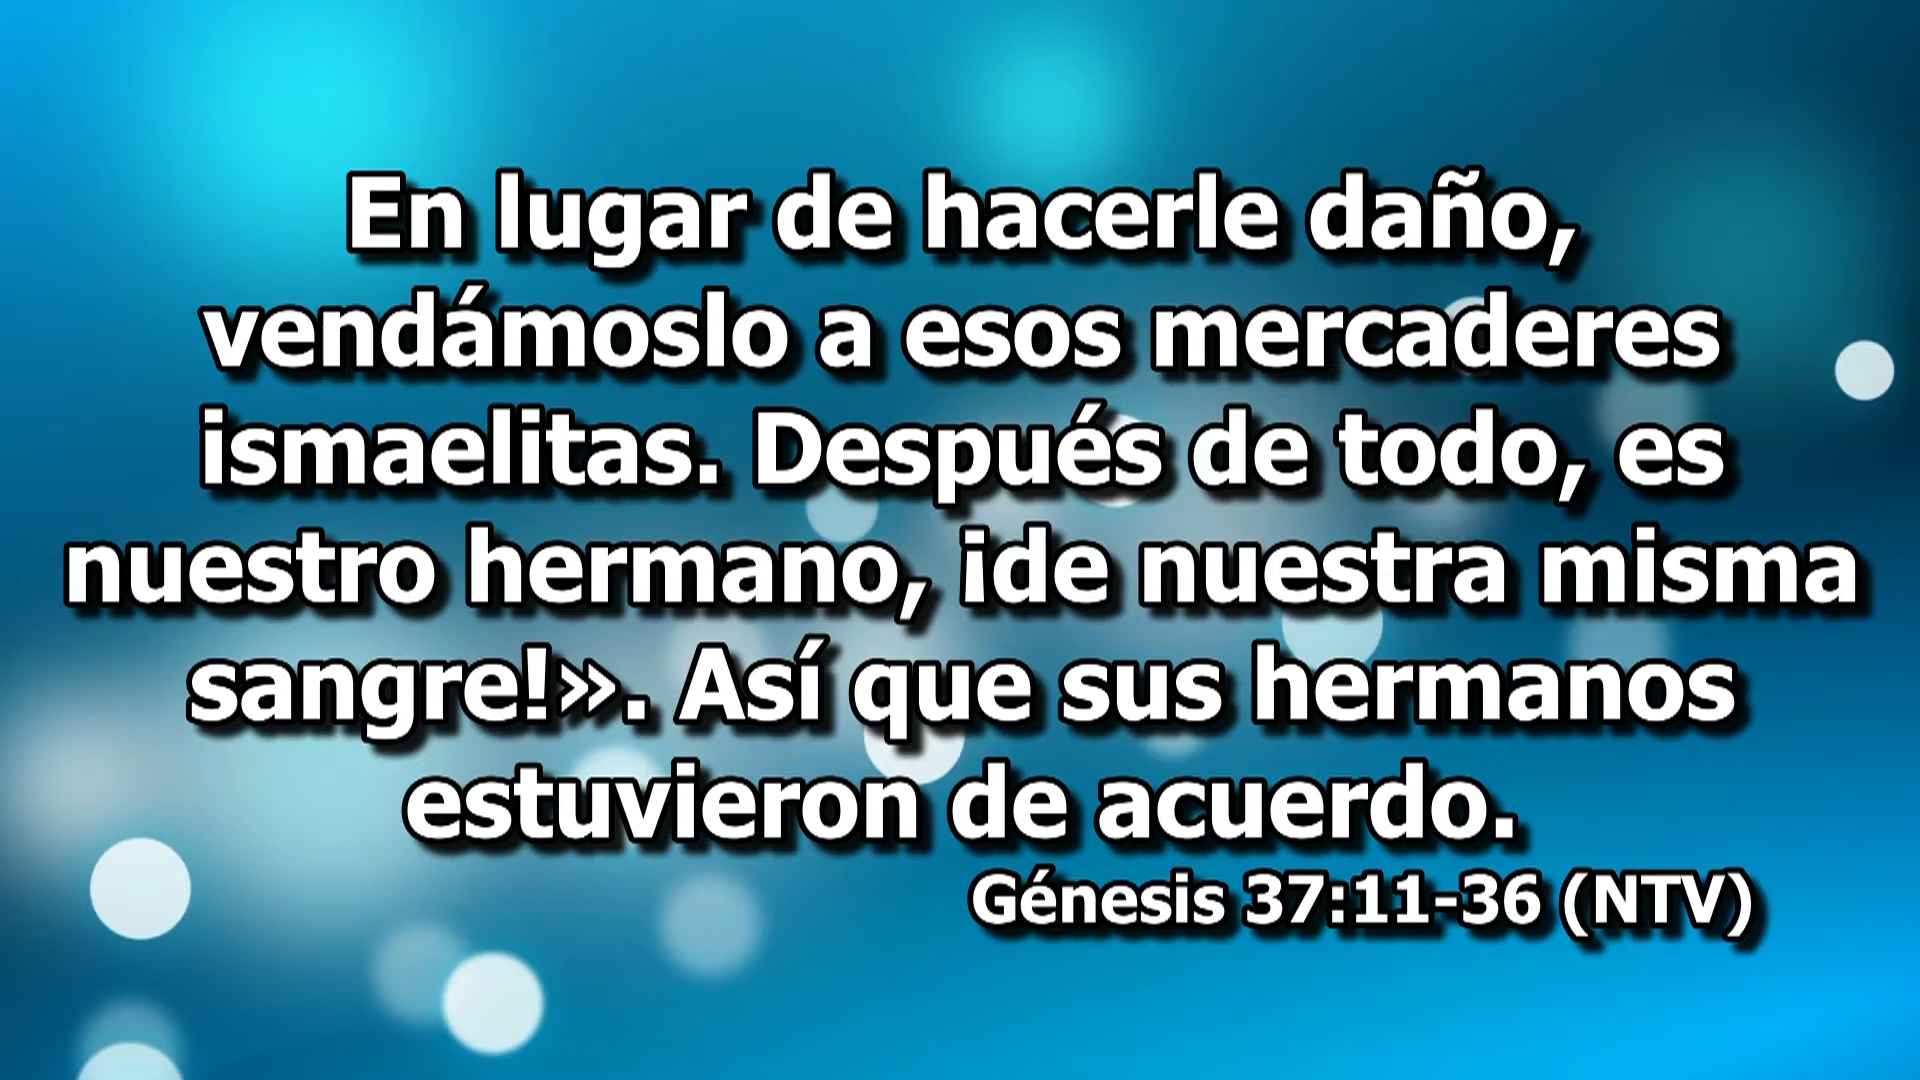 En lugar de hacerle daño,
vendámoslo a esos mercaderes
ismaelitas. Después de todo, es
nuestro hermano, ¡de nuestra misma
sangre!». Así que sus hermanos
estuvieron de acuerdo.
Génesis 37:11-36 (NTV)